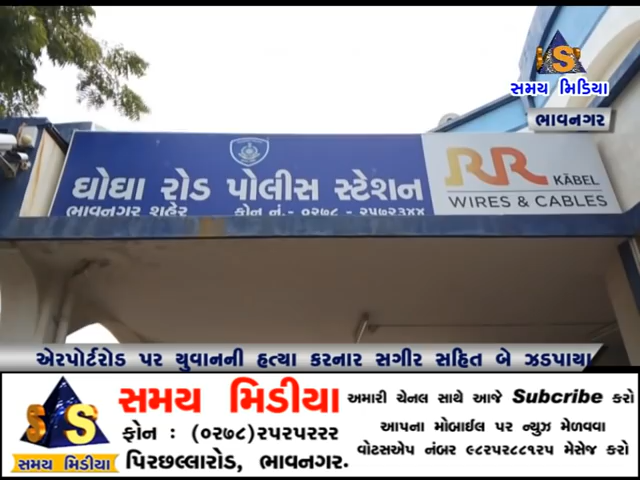 S
સમય મિડિયા
ભાવનગર
ઘોઘા રોડ પોલીસ સ્ટેશન
ભાવનગર શહેર ફોન નં.- ૦૨૭૮ - ૨૫૭૨૩૪૪
RR KABEL
WIRES & CABLES
એરપોર્ટરોડ પર યુવાનની હત્યા કરનાર સગીર સહિત બે ઝડપાયા
S S
સમય મિડીયા
સમય મિડીયા
ફોન : (૦૨૭૮)૨૫૨૫૨૨૨
પિરછલ્લારોડ, ભાવનગર.
અમારી ચેનલ સાથે આજે Subcribe કરો
આપના મોબાઈલ પર ન્યુઝ મેળવવા
વોટસએપ નંબર ૯૮૨૫૨૮૮૧૨૫ મેસેજ કરો